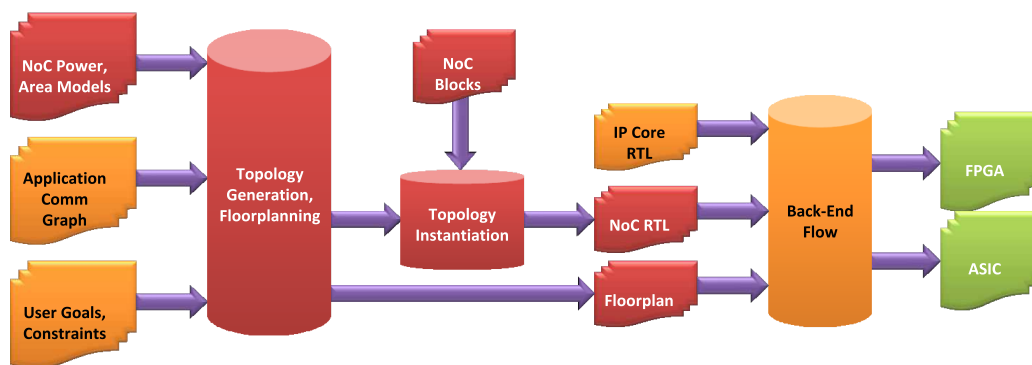 NoC Power,
Area Models
Application
Comm
Graph
User Goals,
Constraints
Topology
Generation,
Floorplanning
NoC
Blocks
Topology
Instantiation
IP Core
RTL
NoC RTL
Floorplan
Back-End
Flow
FPGA
ASIC